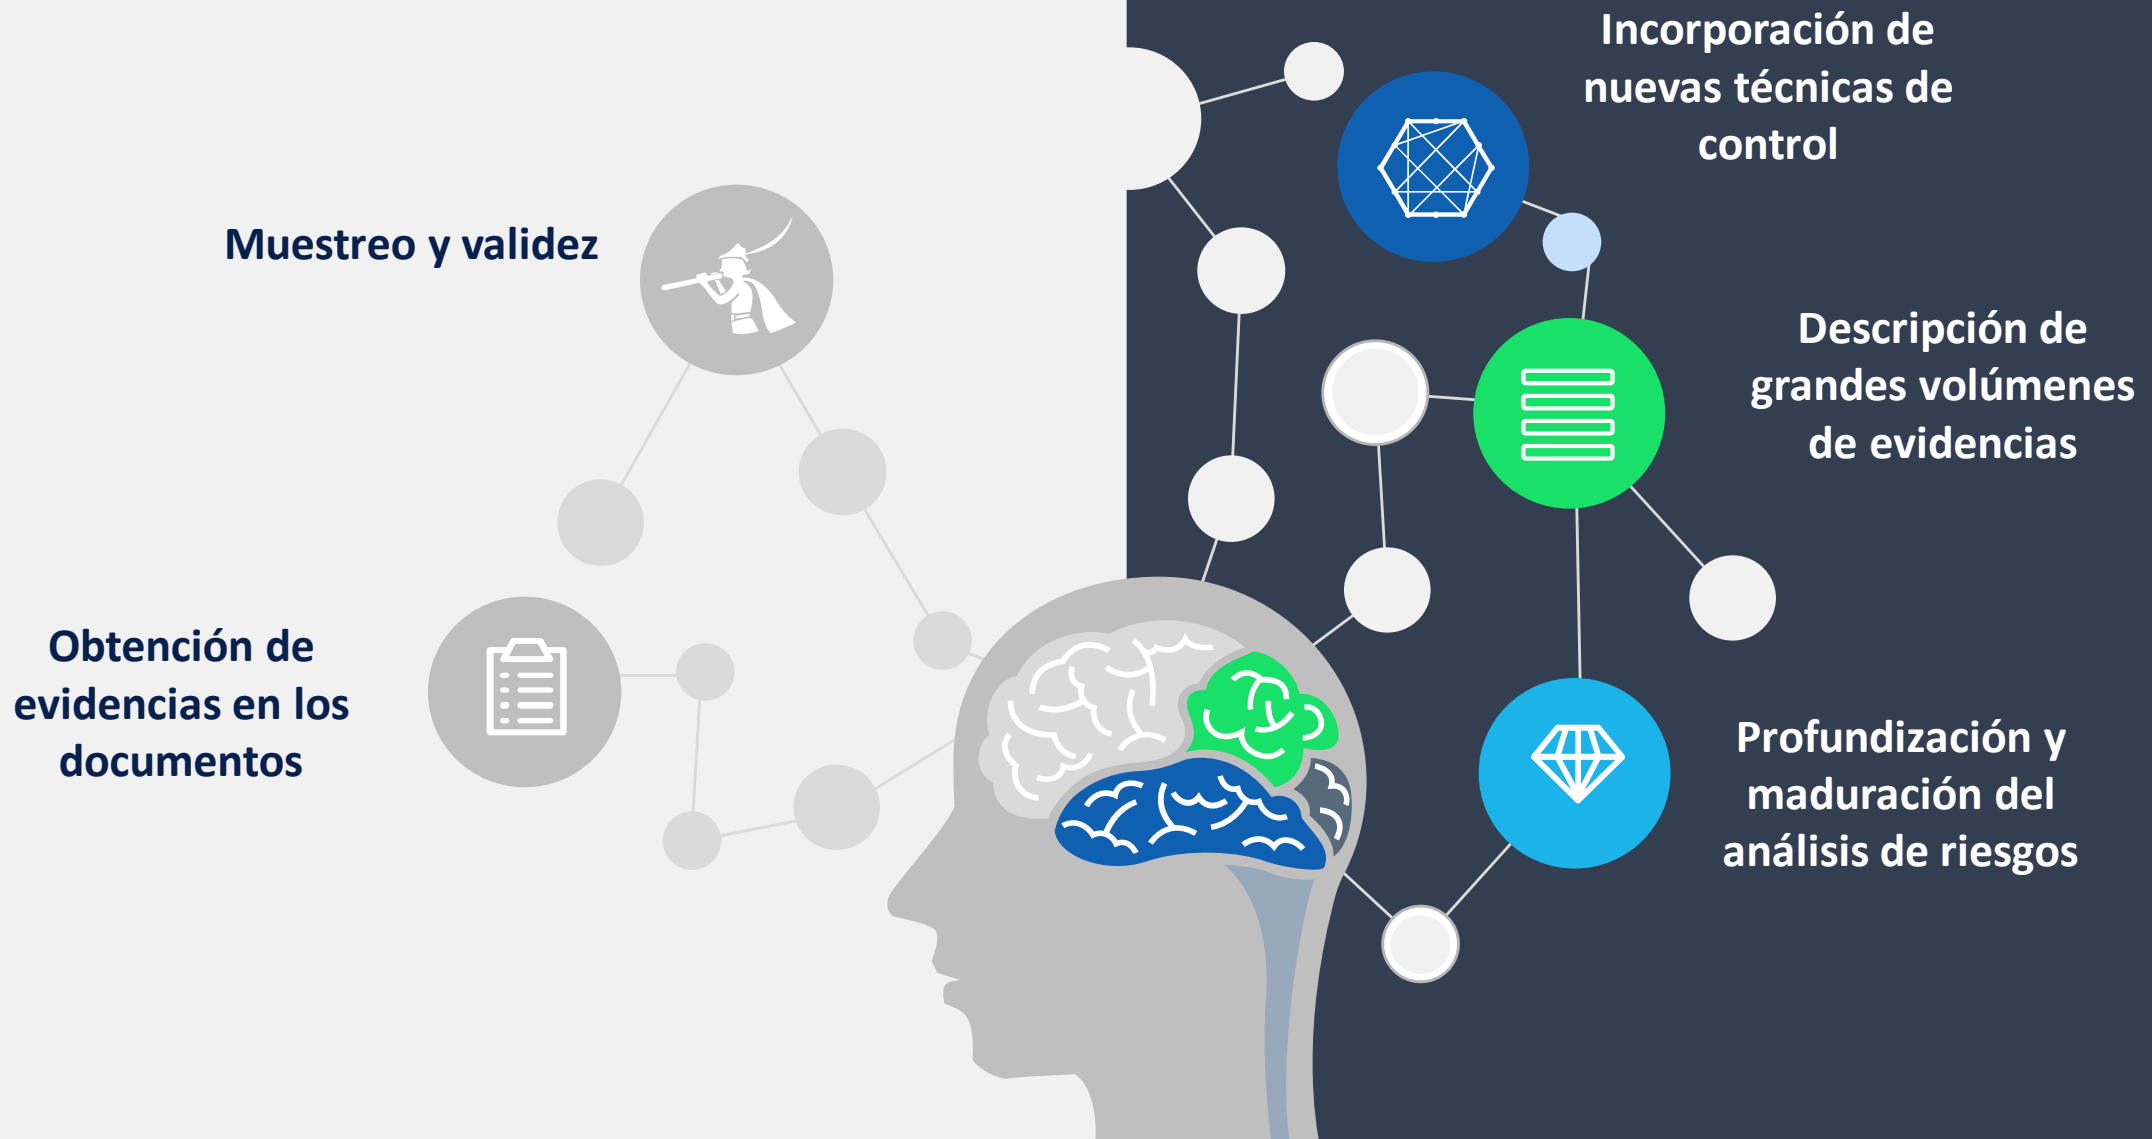 Muestreo y validez
Obtención de
evidencias en los
documentos
Incorporación de
nuevas técnicas de
control
Descripción de
grandes volúmenes
de evidencias
Profundización y
maduración del
análisis de riesgos